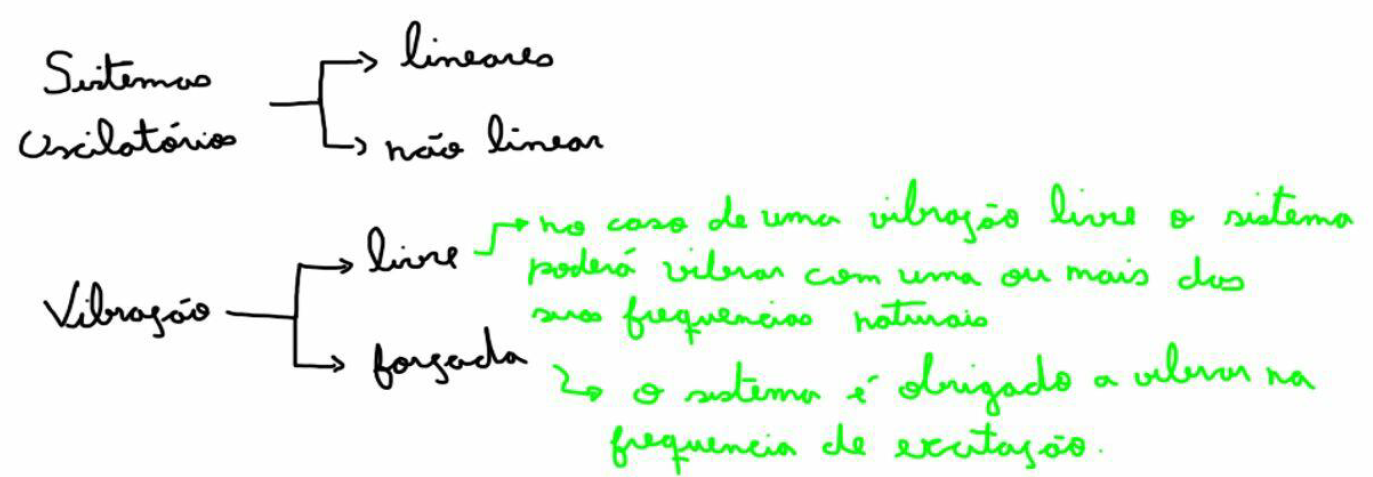 Sistemas
Oscilatórios
→ lineares
→ não linear
Vibração
→ livre
→ no caso de uma vibração livre o sistema
poderá vibrar com uma ou mais das
suas frequencias naturais
→ forçada
→ o sistema é obrigado a vibrar na
frequencia de excitação.